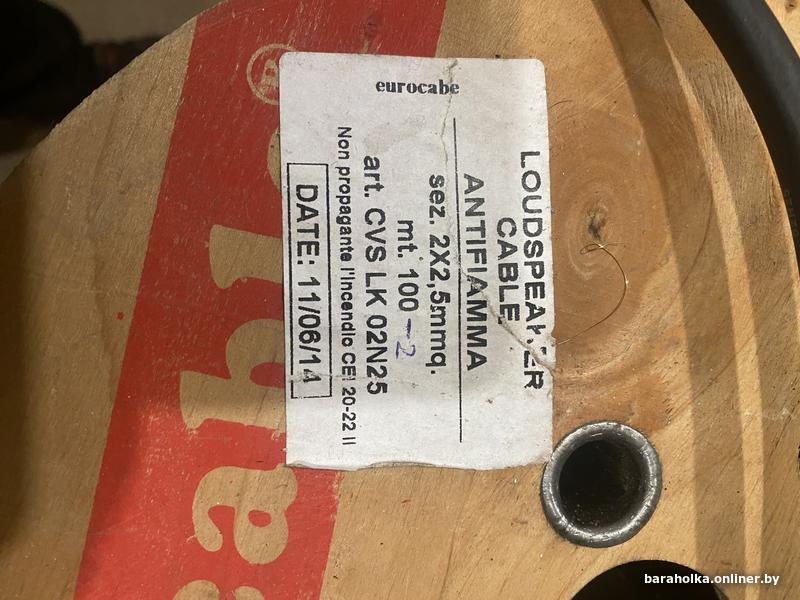 eurocabe
LOUDSPEAKER
CABLE
ANTIFIAMMA
sez. 2X2,5mmq.
mt. 100 -2
art. CVS LK 02N25
Non propagante l'incendio CEI 20-22 II
DATE: 11/06/14
cable®
baraholka.onliner.by